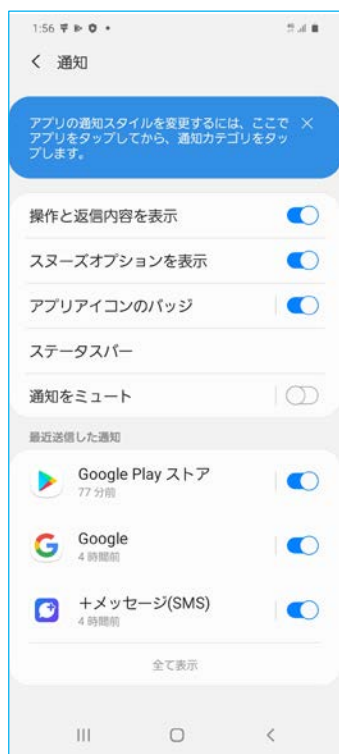 1:56
通知
アプリの通知スタイルを変更するには、ここで
アプリをタップしてから、通知カテゴリをタッ
プします。
操作と返信内容を表示
スヌーズオプションを表示
アプリアイコンのバッジ
ステータスバー
通知をミュート
最近送信した通知
Google Play ストア
77 分前
Google
4 時間前
+メッセージ(SMS)
4 時間前
全て表示